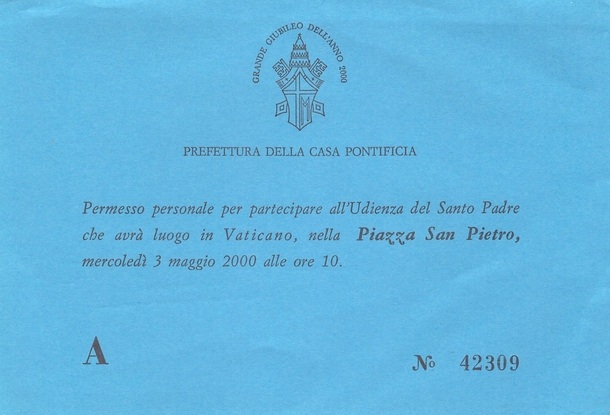 GRANDE GIUBILEO DELL'ANNO 2000
M
PREFETTURA DELLA CASA PONTIFICIA
Permesso personale per partecipare all'Udienza del Santo Padre
che avrà luogo in Vaticano, nella Piazza San Pietro,
mercoledì 3 maggio 2000 alle ore 10.
A
No 42309